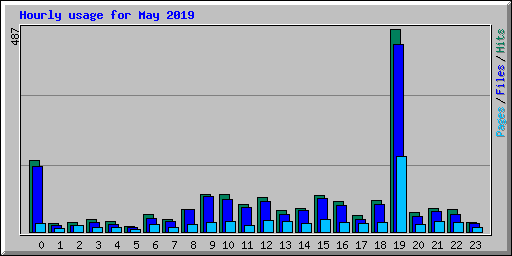 Hourly usage for May 2019
487
Pages / Files / Hits
0 1 2 3 4 5 6 7 8 9 10 11 12 13 14 15 16 17 18 19 20 21 22 23